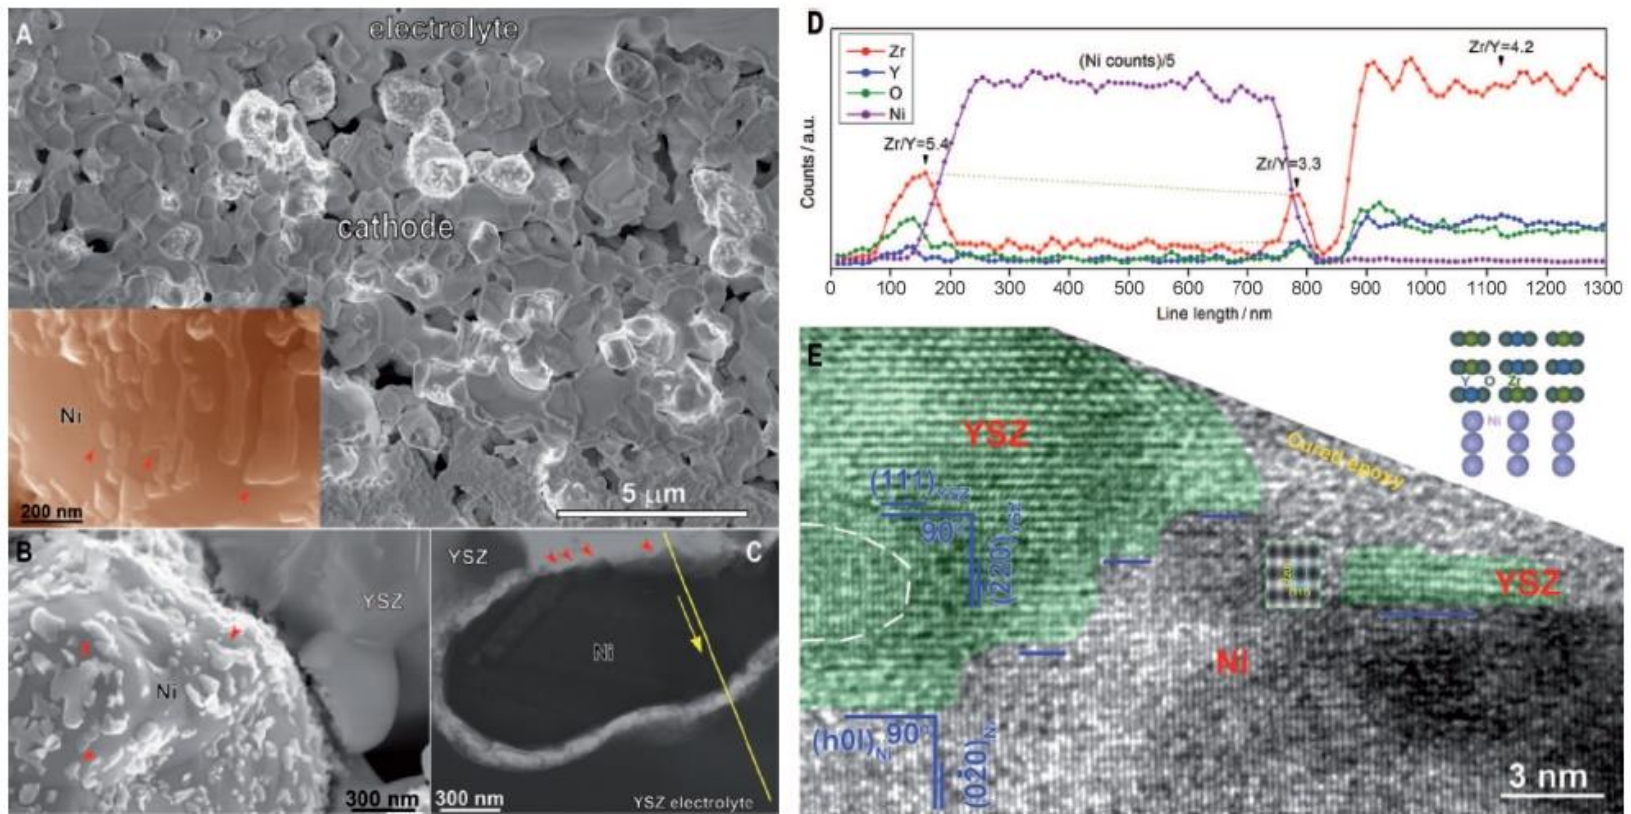 A
electrolyte
cathode
Ni
200 nm
5 μm
B
YSZ
Ni
300 nm
YSZ
C
Ni
300 nm
YSZ electrolyte
D
Zr
Y
O
Ni
(Ni counts)/5
Zr/Y=4.2
Zr/Y=5.4
Zr/Y=3.3
Counts / a.u.
0 100 200 300 400 500 600 700 800 900 1000 1100 1200 1300
Line length / nm
E
YSZ
Cured epoxy
Y O Zr
Ni
(111)YSZ
90°
(220)YSZ
YSZ
Ni
(h0l)Ni
90°
(020)Ni
3 nm